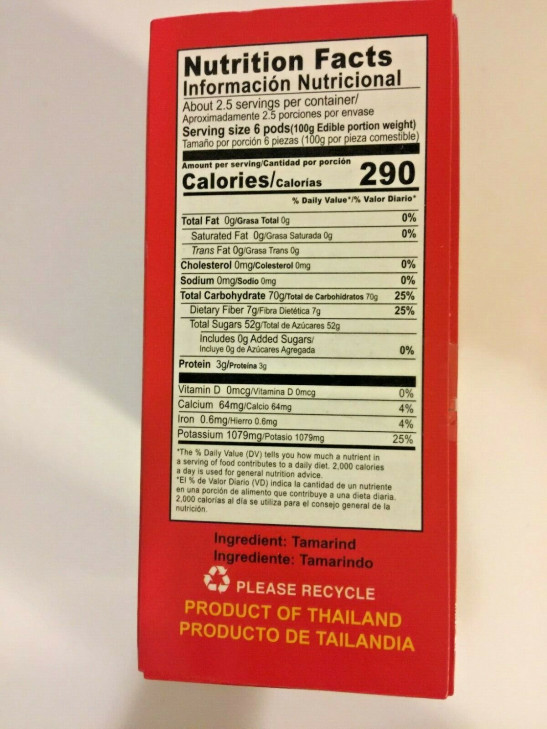 Nutrition Facts
Información Nutricional
About 2.5 servings per container/
Aproximadamente 2.5 porciones por envase
Serving size 6 pods(100g Edible portion weight)
Tamaño por porción 6 piezas (100g por pieza comestible)
Amount per serving/Cantidad por porción
Calories/Calorías 290
% Daily Value*/% Valor Diario*
Total Fat 0g/Grasa Total 0g 0%
Saturated Fat 0g/Grasa Saturada 0g 0%
Trans Fat 0g/Grasa Trans 0g
Cholesterol 0mg/Colesterol 0mg 0%
Sodium 0mg/Sodio 0mg 0%
Total Carbohydrate 70g/Total de Carbohidratos 70g 25%
Dietary Fiber 7g/Fibra Dietética 7g 25%
Total Sugars 52g/Total de Azúcares 52g
Includes 0g Added Sugars/
Incluye 0g de Azúcares Agregada 0%
Protein 3g/Proteína 3g
Vitamin D 0mcg/Vitamina D 0mcg 0%
Calcium 64mg/Calcio 64mg 4%
Iron 0.6mg/Hierro 0.6mg 4%
Potassium 1079mg/Potasio 1079mg 25%
*The % Daily Value (DV) tells you how much a nutrient in
a serving of food contributes to a daily diet. 2,000 calories
a day is used for general nutrition advice.
*El % de Valor Diario (VD) indica la cantidad de un nutriente
en una porción de alimento que contribuye a una dieta diaria.
2,000 calorías al día se utiliza para el consejo general de la
nutrición.
Ingredient: Tamarind
Ingrediente: Tamarindo
PLEASE RECYCLE
PRODUCT OF THAILAND
PRODUCTO DE TAILANDIA